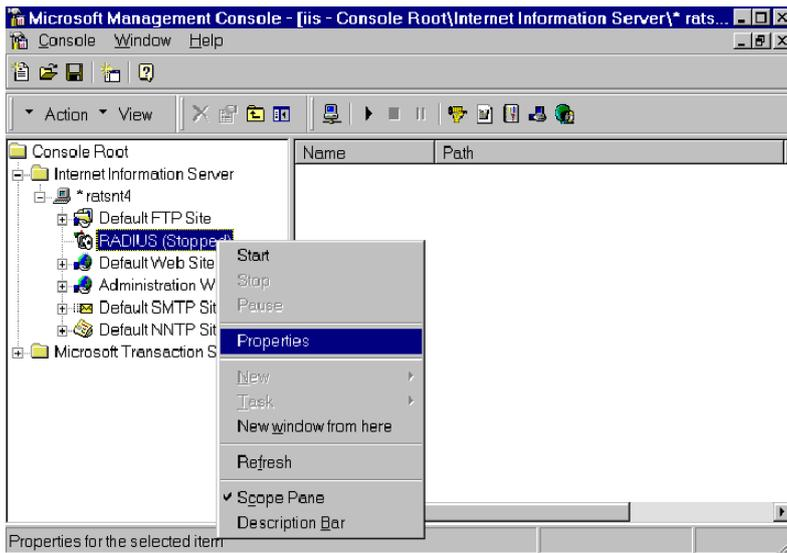 Microsoft Management Console - [iis - Console Root\Internet Information Server\* rats...
Console Window Help
Action View
Console Root
Internet Information Server
* ratsnt4
Default FTP Site
RADIUS (Stopped)
Default Web Site
Administration W
Default SMTP Sit
Default NNTP Sit
Microsoft Transaction S
Name Path
Start
Stop
Pause
Properties
New
Task
New window from here
Refresh
Scope Pane
Description Bar
Properties for the selected item